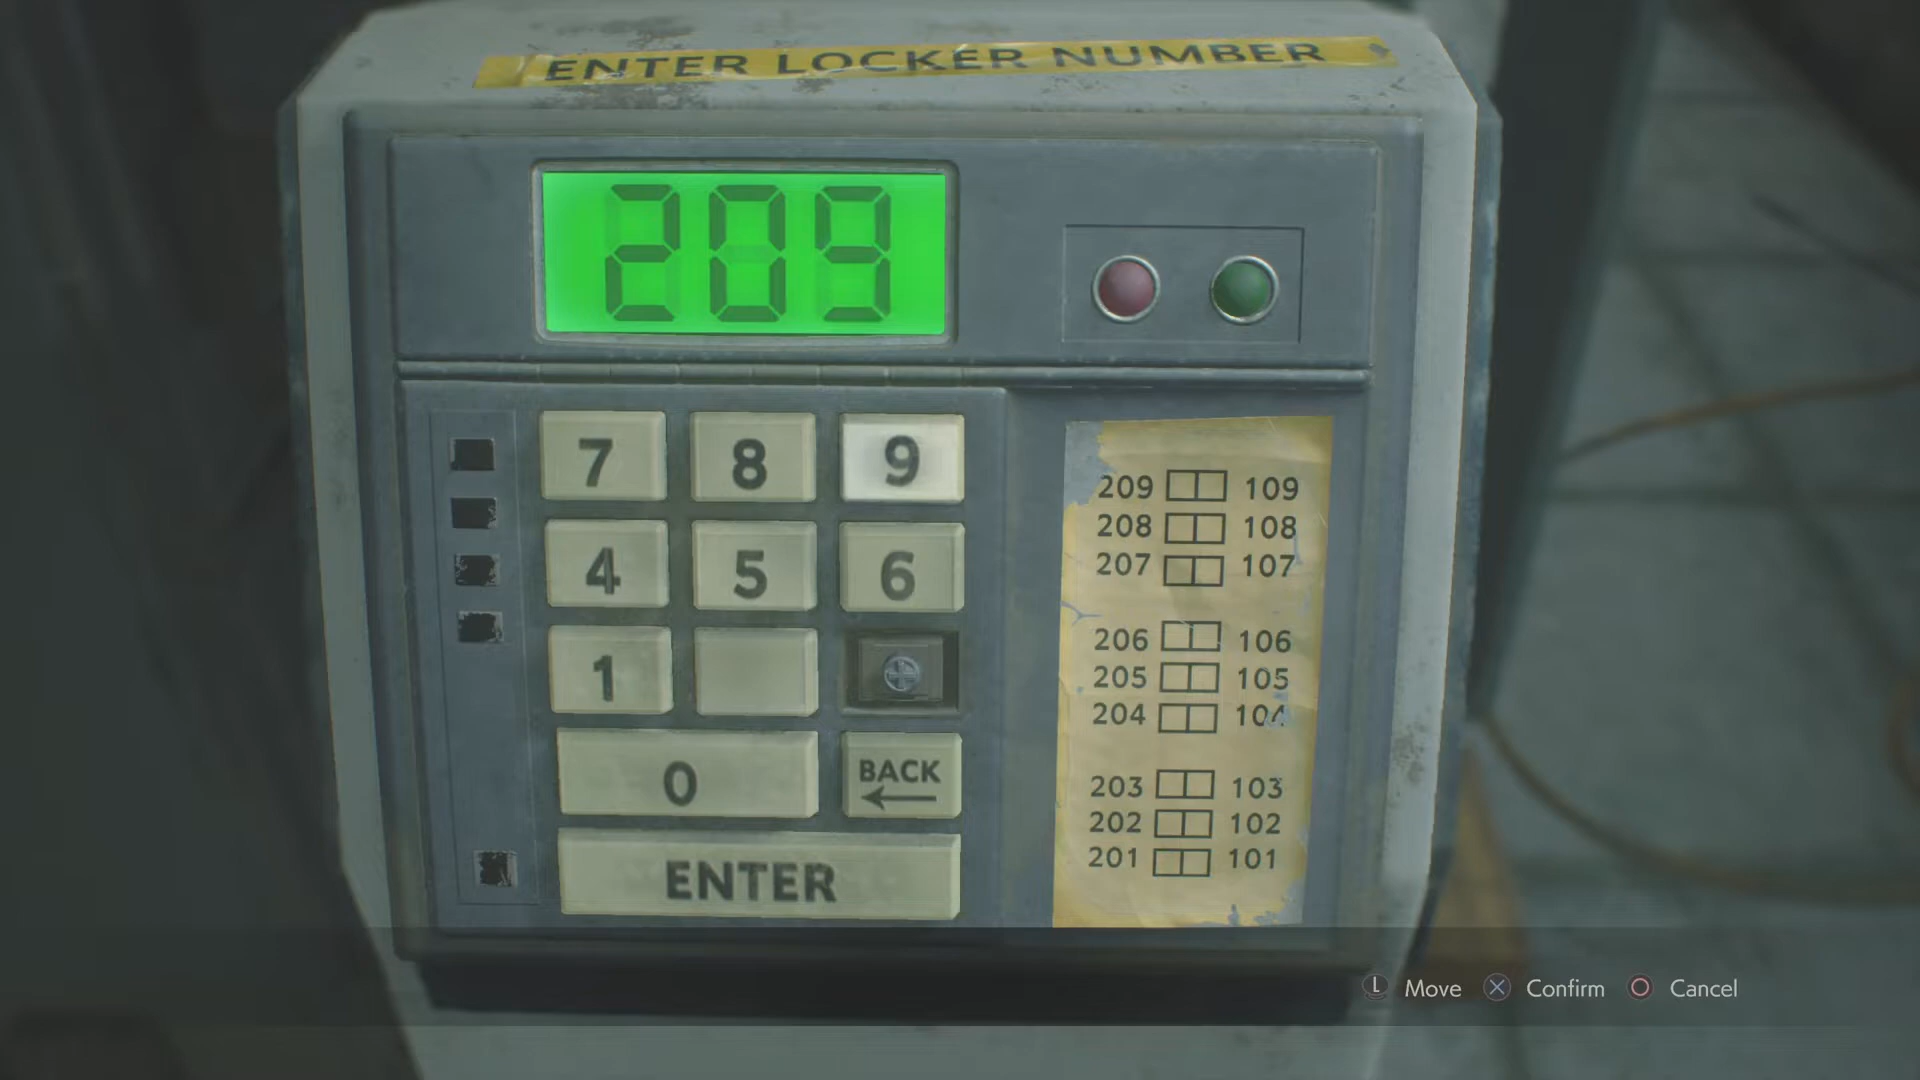 ENTER LOCKER NUMBER
209
7 8 9
4 5 6
1
0 BACK
ENTER
209 109
208 108
207 107
206 106
205 105
204 104
203 103
202 102
201 101
L Move Confirm Cancel